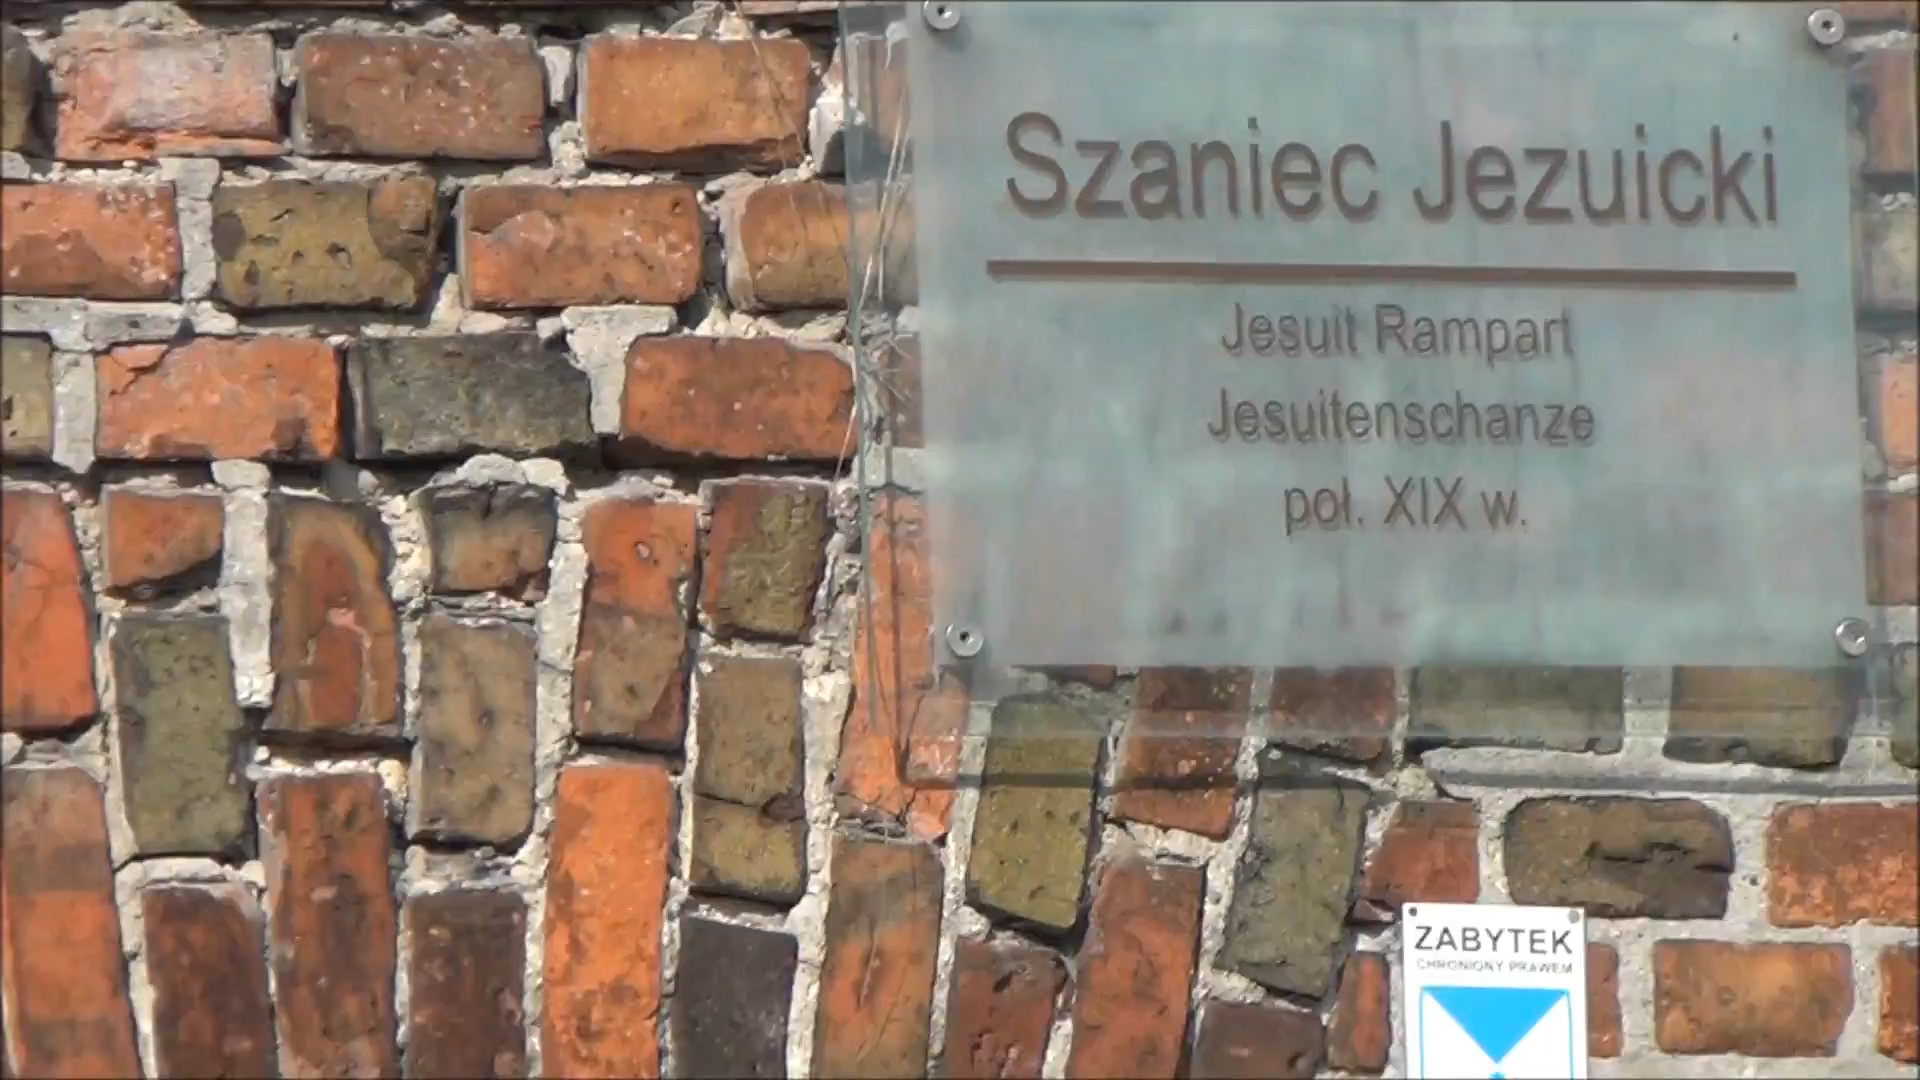 Szaniec Jezuicki
Jesuit Rampart
Jesuitenschanze
poł. XIX w.
ZABYTEK
CHRONIONY PRAWEM